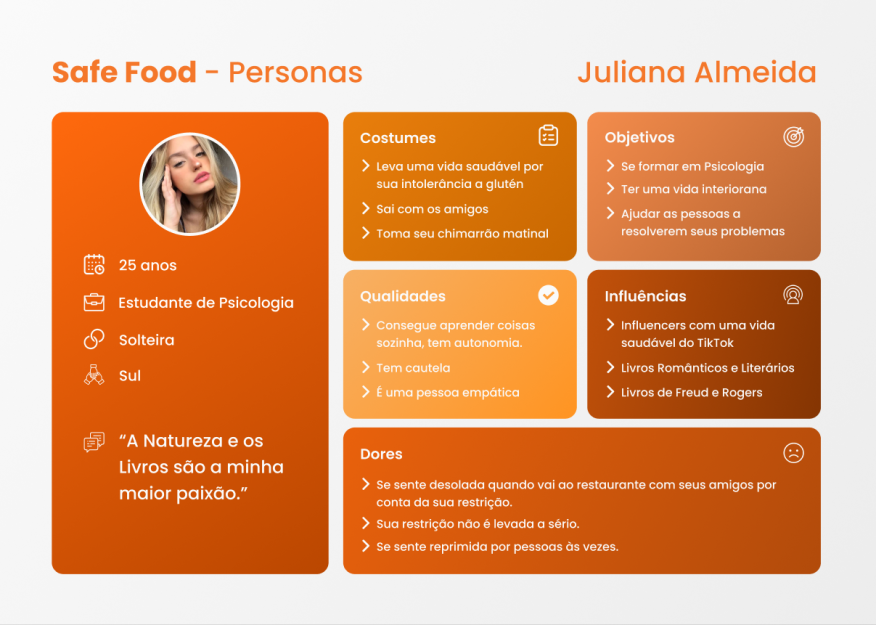 Safe Food - Personas
Juliana Almeida
25 anos
Estudante de Psicologia
Solteira
Sul
“A Natureza e os
Livros são a minha
maior paixão.”
Costumes
Leva uma vida saudável por
sua intolerância a glutén
Sai com os amigos
Toma seu chimarrão matinal
Objetivos
Se formar em Psicologia
Ter uma vida interiorana
Ajudar as pessoas a
resolverem seus problemas
Qualidades
Consegue aprender coisas
sozinha, tem autonomia.
Tem cautela
É uma pessoa empática
Influências
Influencers com uma vida
saudável do TikTok
Livros Românticos e Literários
Livros de Freud e Rogers
Dores
Se sente desolada quando vai ao restaurante com seus amigos por
conta da sua restrição.
Sua restrição não é levada a sério.
Se sente reprimida por pessoas às vezes.